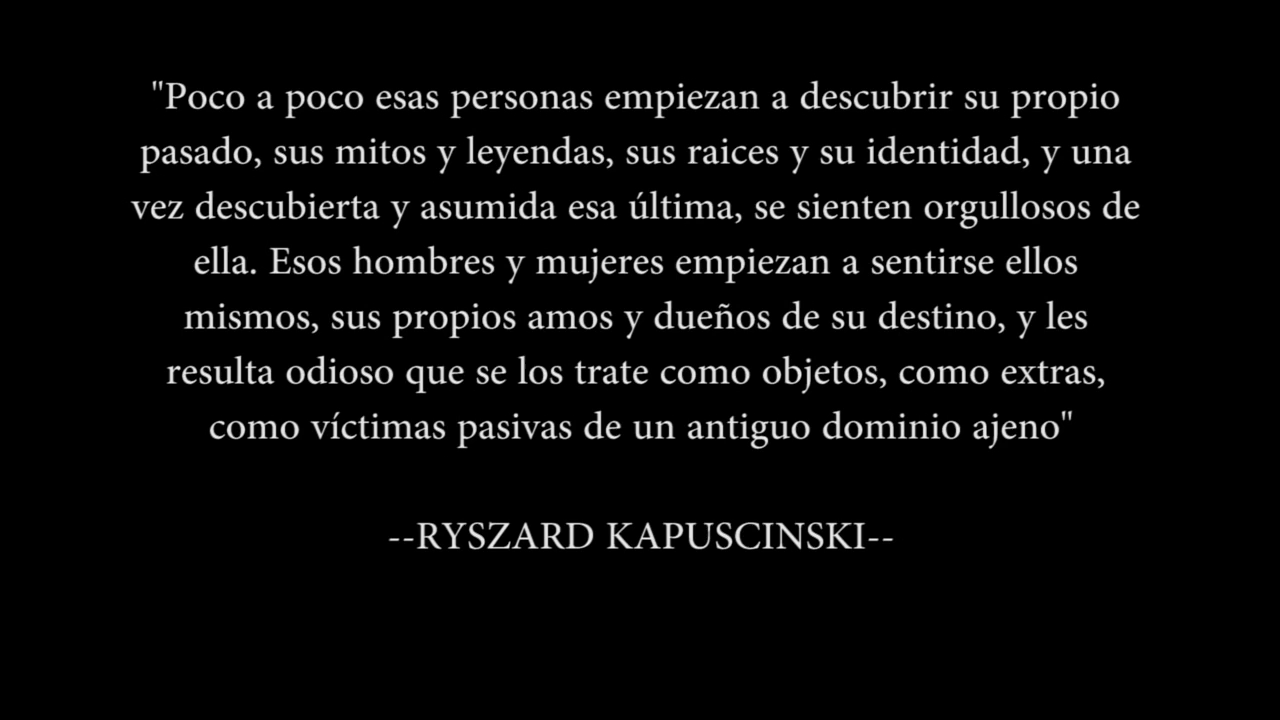 "Poco a poco esas personas empiezan a descubrir su propio
pasado, sus mitos y leyendas, sus raices y su identidad, y una
vez descubierta y asumida esa última, se sienten orgullosos de
ella. Esos hombres y mujeres empiezan a sentirse ellos
mismos, sus propios amos y dueños de su destino, y les
resulta odioso que se los trate como objetos, como extras,
como víctimas pasivas de un antiguo dominio ajeno"
--RYSZARD KAPUSCINSKI--